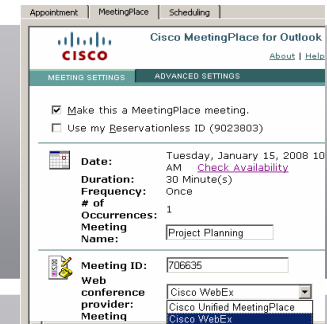 Appointment MeetingPlace Scheduling
Cisco MeetingPlace for Outlook
CISCO
About | Help
MEETING SETTINGS ADVANCED SETTINGS
Make this a MeetingPlace meeting.
Use my Reservationless ID (9023803)
Date: Tuesday, January 15, 2008 10
AM Check Availability
Duration: 30 Minute(s)
Frequency: Once
# of
Occurrences: 1
Meeting
Name: Project Planning
Meeting ID: 706635
Web
conference
provider: Cisco WebEx
Meeting Cisco Unified MeetingPlace
Cisco WebEx